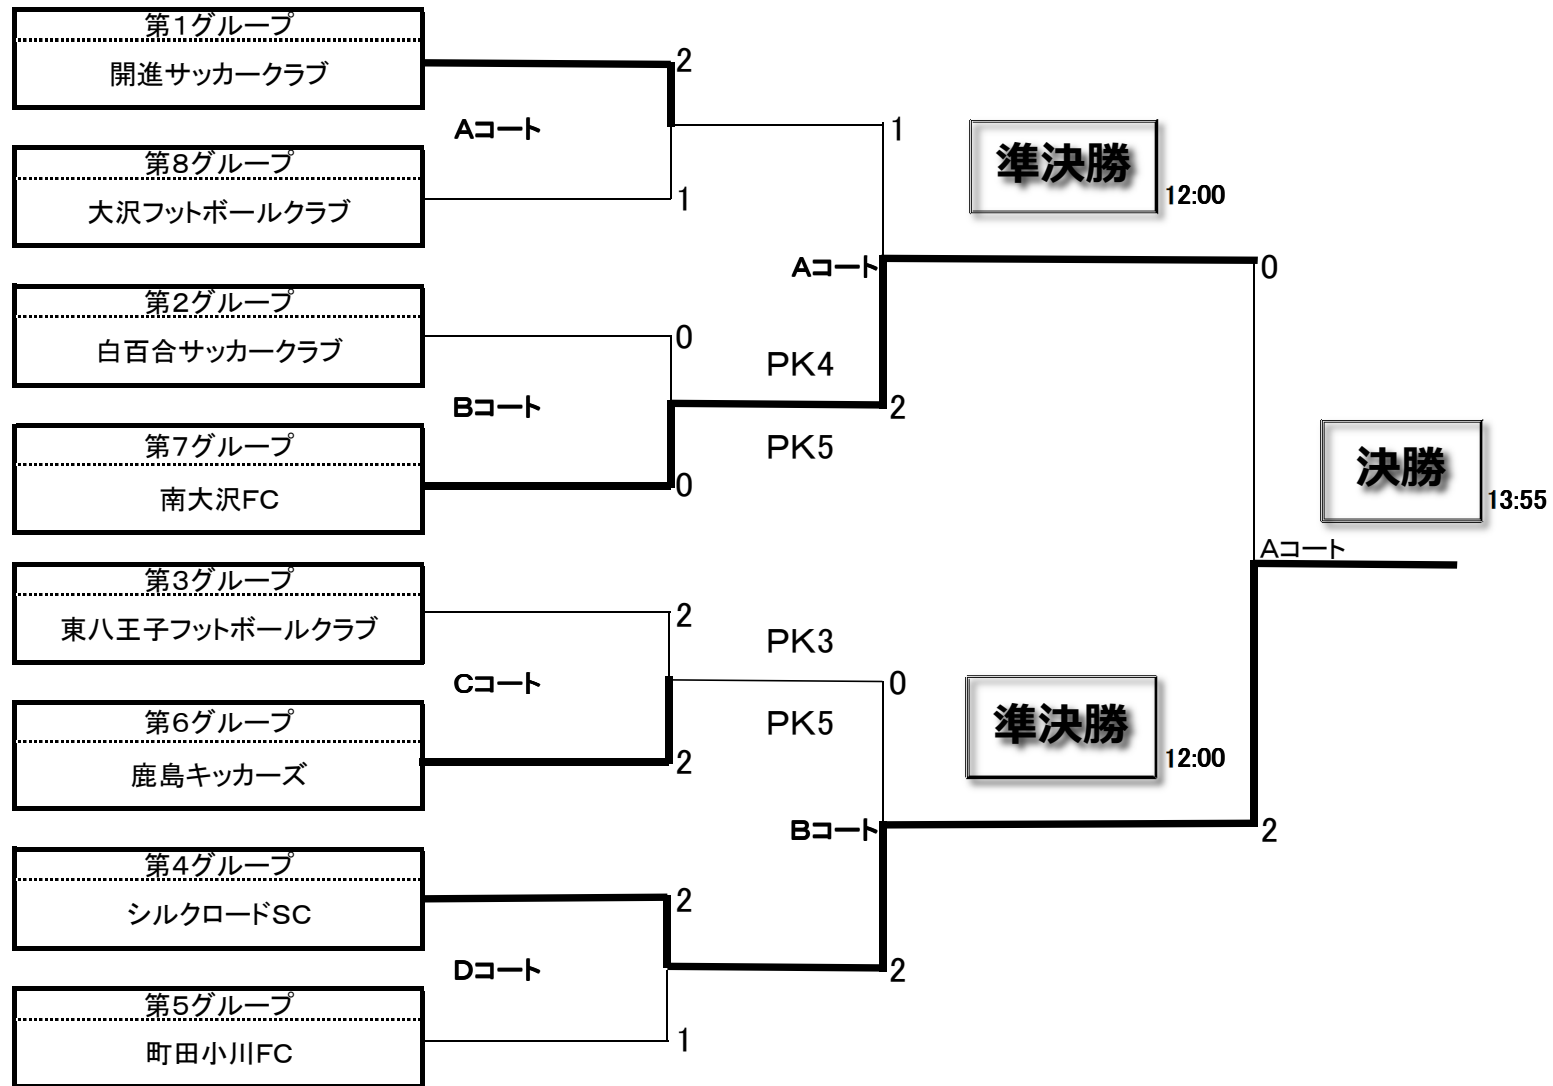 第1グループ
開進サッカークラブ
2
Aコート
1
第8グループ
大沢フットボールクラブ
1
準決勝
12:00
Aコート
0
第2グループ
白百合サッカークラブ
0
PK4
Bコート
2
第7グループ
南大沢FC
PK5
0
決勝
13:55
Aコート
第3グループ
東八王子フットボールクラブ
2
PK3
Cコート
0
第6グループ
鹿島キッカーズ
PK5
2
準決勝
12:00
Bコート
2
第4グループ
シルクロードSC
2
Dコート
2
第5グループ
町田小川FC
1